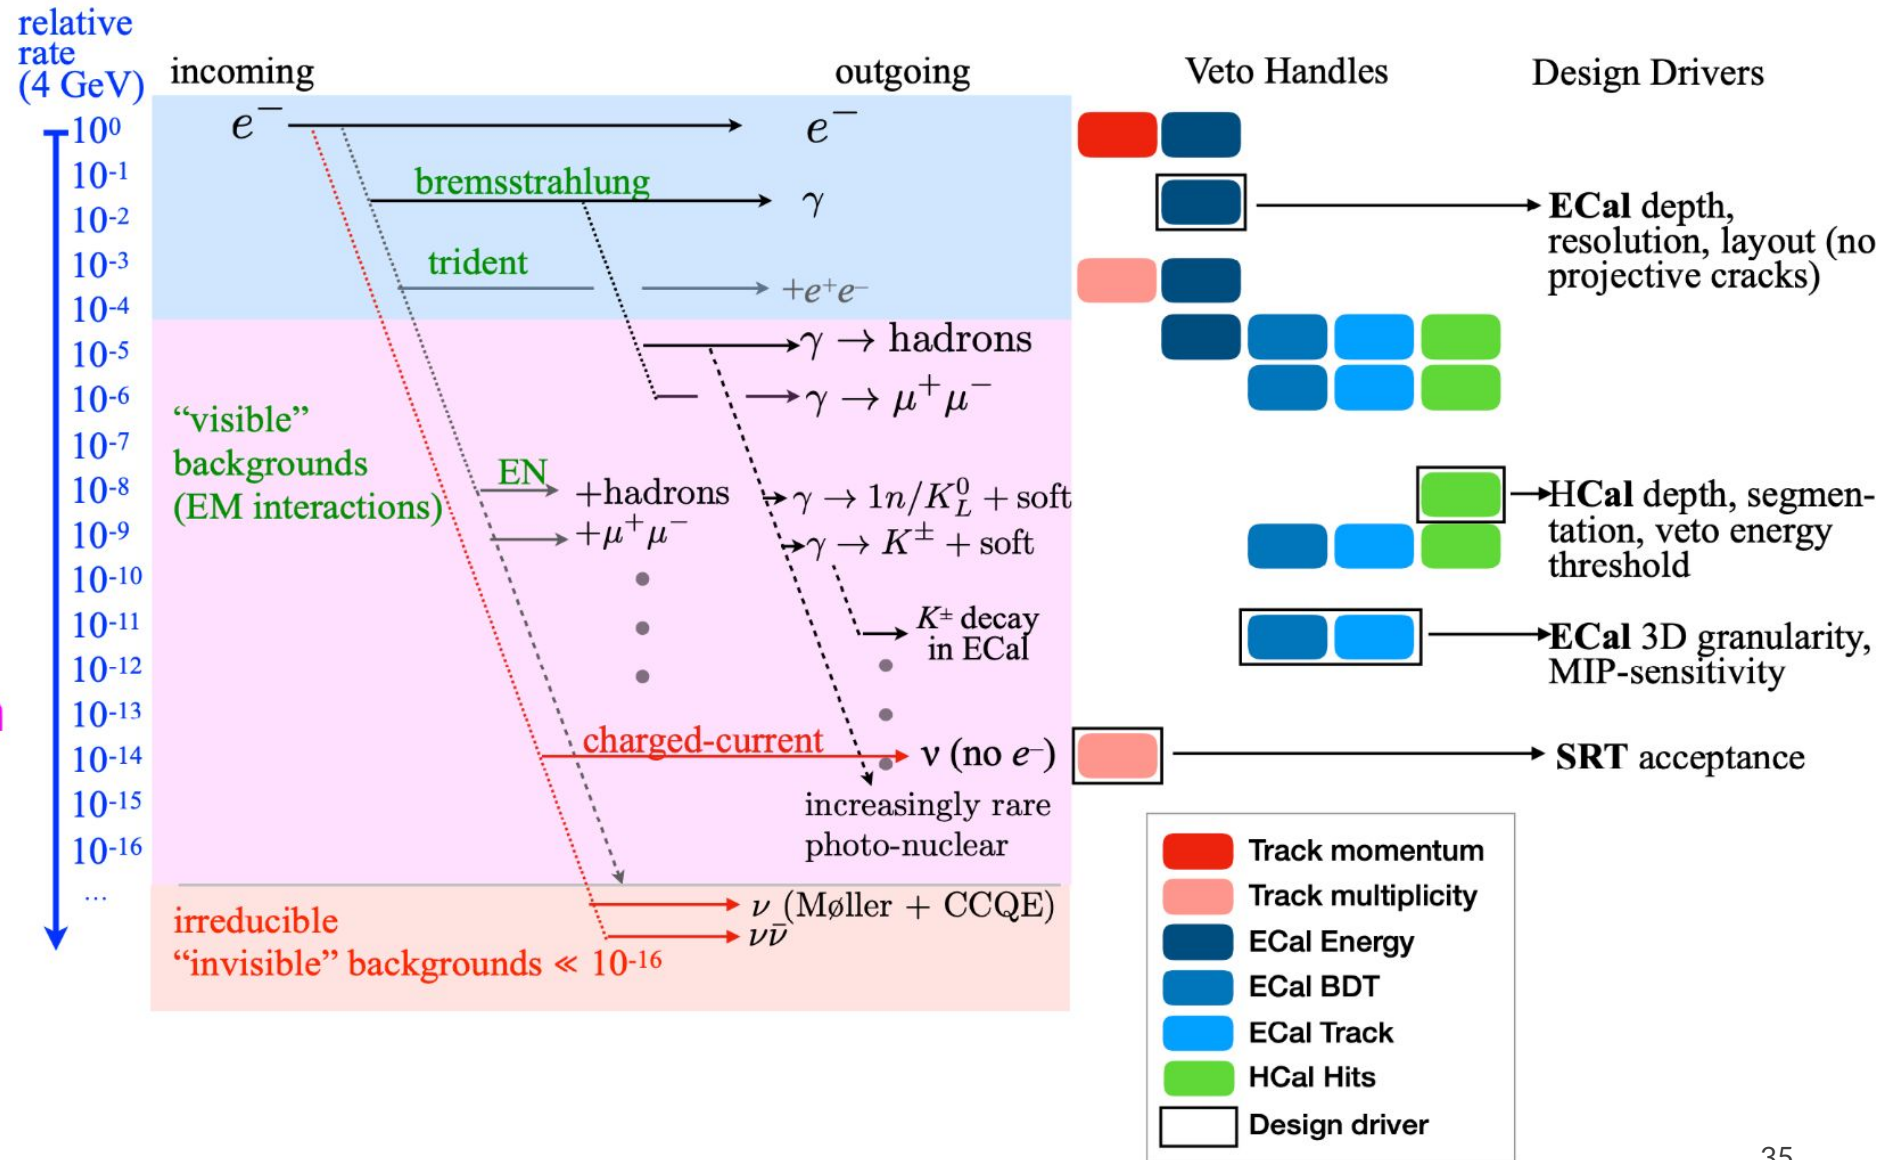 relative
rate
(4 GeV)
incoming
outgoing
Veto Handles
Design Drivers
10⁰
10⁻¹
10⁻²
10⁻³
10⁻⁴
10⁻⁵
10⁻⁶
10⁻⁷
10⁻⁸
10⁻⁹
10⁻¹⁰
10⁻¹¹
10⁻¹²
10⁻¹³
10⁻¹⁴
10⁻¹⁵
10⁻¹⁶
...
e⁻
e⁻
bremsstrahlung
γ
trident
+e⁺e⁻
γ → hadrons
γ → μ⁺μ⁻
“visible”
backgrounds
(EM interactions)
EN
+hadrons
+μ⁺μ⁻
γ → 1n/K⁰_L + soft
γ → K± + soft
K± decay
in ECal
charged-current
ν (no e⁻)
increasingly rare
photo-nuclear
irreducible
“invisible” backgrounds ≪ 10⁻¹⁶
ν (Møller + CCQE)
νν̄
ECal depth,
resolution, layout (no
projective cracks)
HCal depth, segmen-
tation, veto energy
threshold
ECal 3D granularity,
MIP-sensitivity
SRT acceptance
Track momentum
Track multiplicity
ECal Energy
ECal BDT
ECal Track
HCal Hits
Design driver
35